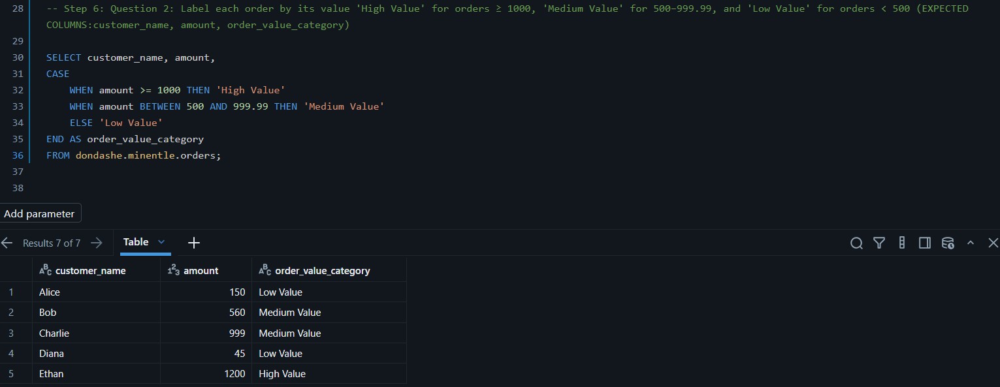 28 -- Step 6: Question 2: Label each order by its value 'High Value' for orders ≥ 1000, 'Medium Value' for 500–999.99, and 'Low Value' for orders < 500 (EXPECTED
COLUMNS:customer_name, amount, order_value_category)
29
30 SELECT customer_name, amount,
31 CASE
32     WHEN amount >= 1000 THEN 'High Value'
33     WHEN amount BETWEEN 500 AND 999.99 THEN 'Medium Value'
34     ELSE 'Low Value'
35 END AS order_value_category
36 FROM dondashe.minentle.orders;
37
38
Add parameter
Results 7 of 7 Table
ABC customer_name 123 amount ABC order_value_category
1 Alice 150 Low Value
2 Bob 560 Medium Value
3 Charlie 999 Medium Value
4 Diana 45 Low Value
5 Ethan 1200 High Value